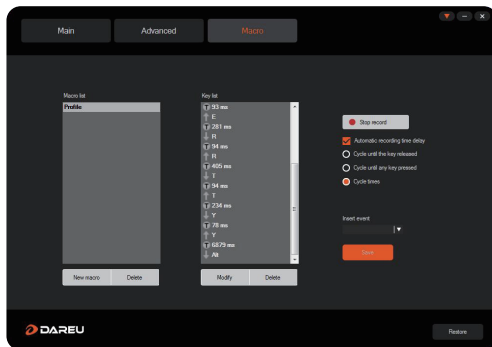 Main
Advanced
Macro
Macro list
Profile
Key list
93 ms
E
281 ms
R
94 ms
R
405 ms
T
94 ms
T
234 ms
Y
78 ms
Y
6879 ms
Alt
Stop record
Automatic recording time delay
Cycle until the key released
Cycle until any key pressed
Cycle times
Insert event
Save
New macro
Delete
Modify
Delete
DAREU
Restore